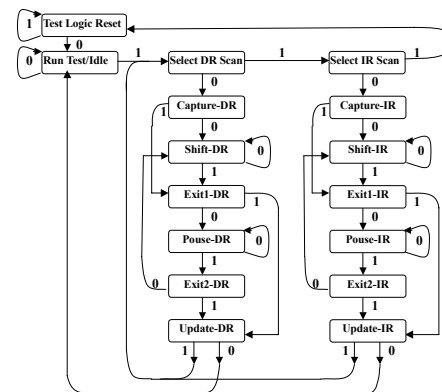 1 Test Logic Reset
0
0 Run Test/Idle 1 Select DR Scan 1 Select IR Scan 1
0 0
1 Capture-DR 1 Capture-IR
0 0
Shift-DR 0 Shift-IR 0
1 1
Exit1-DR 1 Exit1-IR 1
0 0
Pouse-DR 0 Pouse-IR 0
1 1
0 Exit2-DR 0 Exit2-IR
1 1
Update-DR Update-IR
1 0 1 0